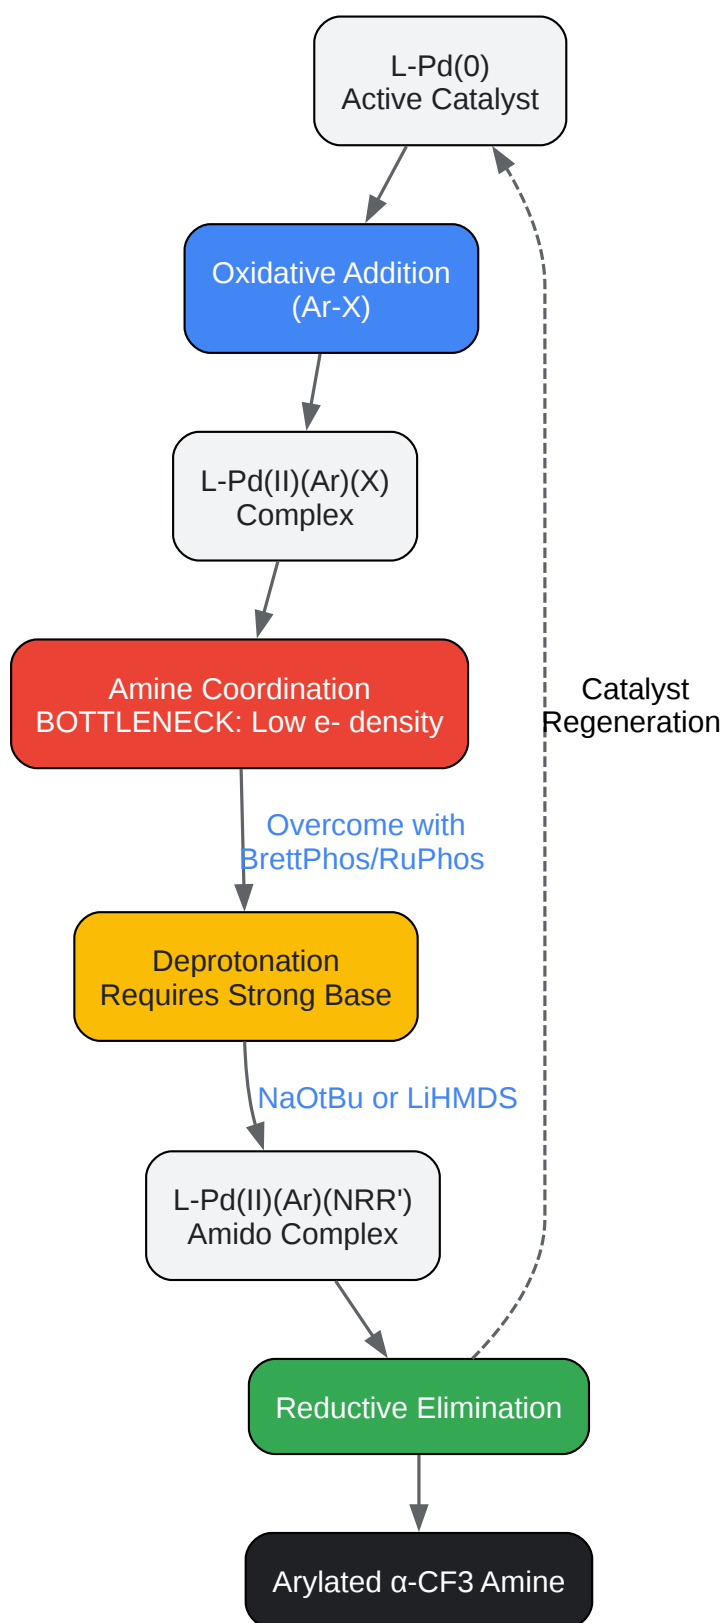 L-Pd(0)
Active Catalyst
Oxidative Addition
(Ar-X)
L-Pd(II)(Ar)(X)
Complex
Amine Coordination
BOTTLENECK: Low e- density
Catalyst
Regeneration
Overcome with
BrettPhos/RuPhos
Deprotonation
Requires Strong Base
NaOtBu or LiHMDS
L-Pd(II)(Ar)(NRR')
Amido Complex
Reductive Elimination
Arylated α-CF3 Amine